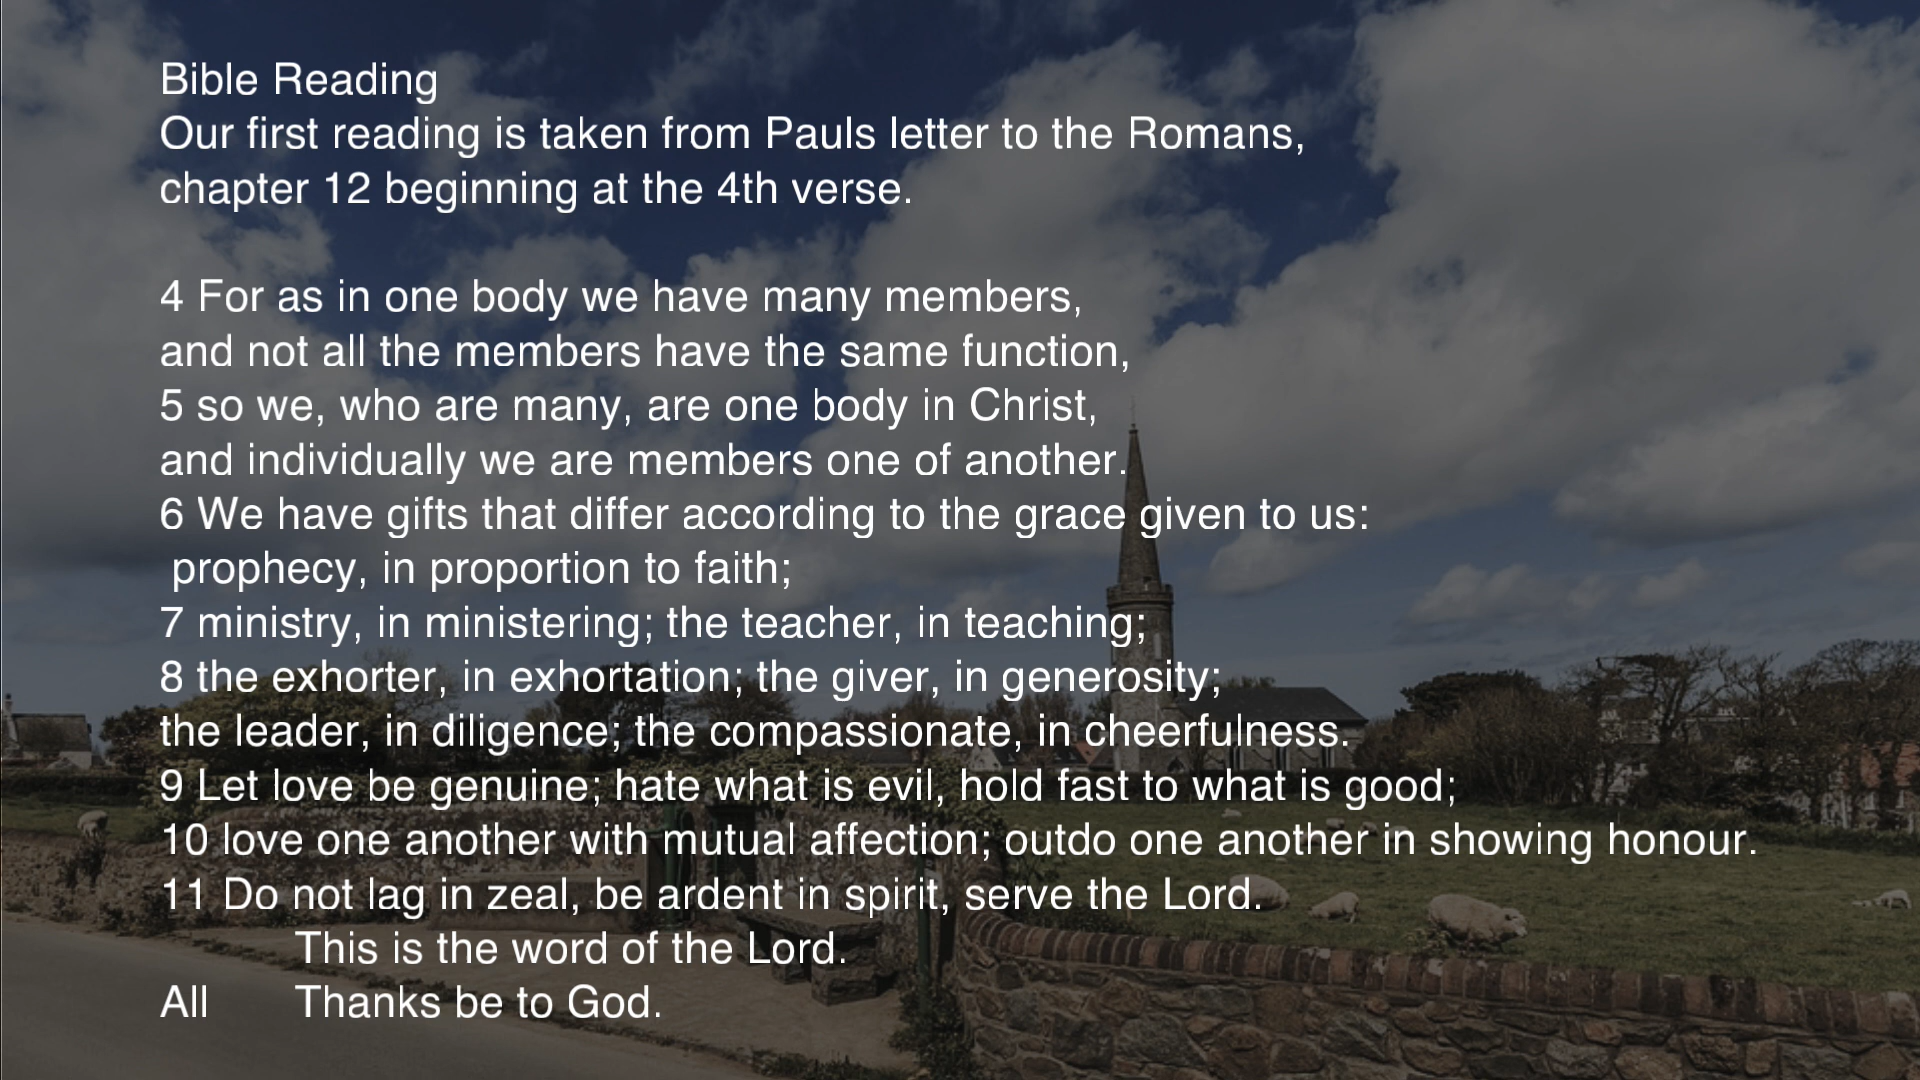 Bible Reading
Our first reading is taken from Pauls letter to the Romans,
chapter 12 beginning at the 4th verse.
4 For as in one body we have many members,
and not all the members have the same function,
5 so we, who are many, are one body in Christ,
and individually we are members one of another.
6 We have gifts that differ according to the grace given to us:
prophecy, in proportion to faith;
7 ministry, in ministering; the teacher, in teaching;
8 the exhorter, in exhortation; the giver, in generosity;
the leader, in diligence; the compassionate, in cheerfulness.
9 Let love be genuine; hate what is evil, hold fast to what is good;
10 love one another with mutual affection; outdo one another in showing honour.
11 Do not lag in zeal, be ardent in spirit, serve the Lord.
This is the word of the Lord.
All Thanks be to God.